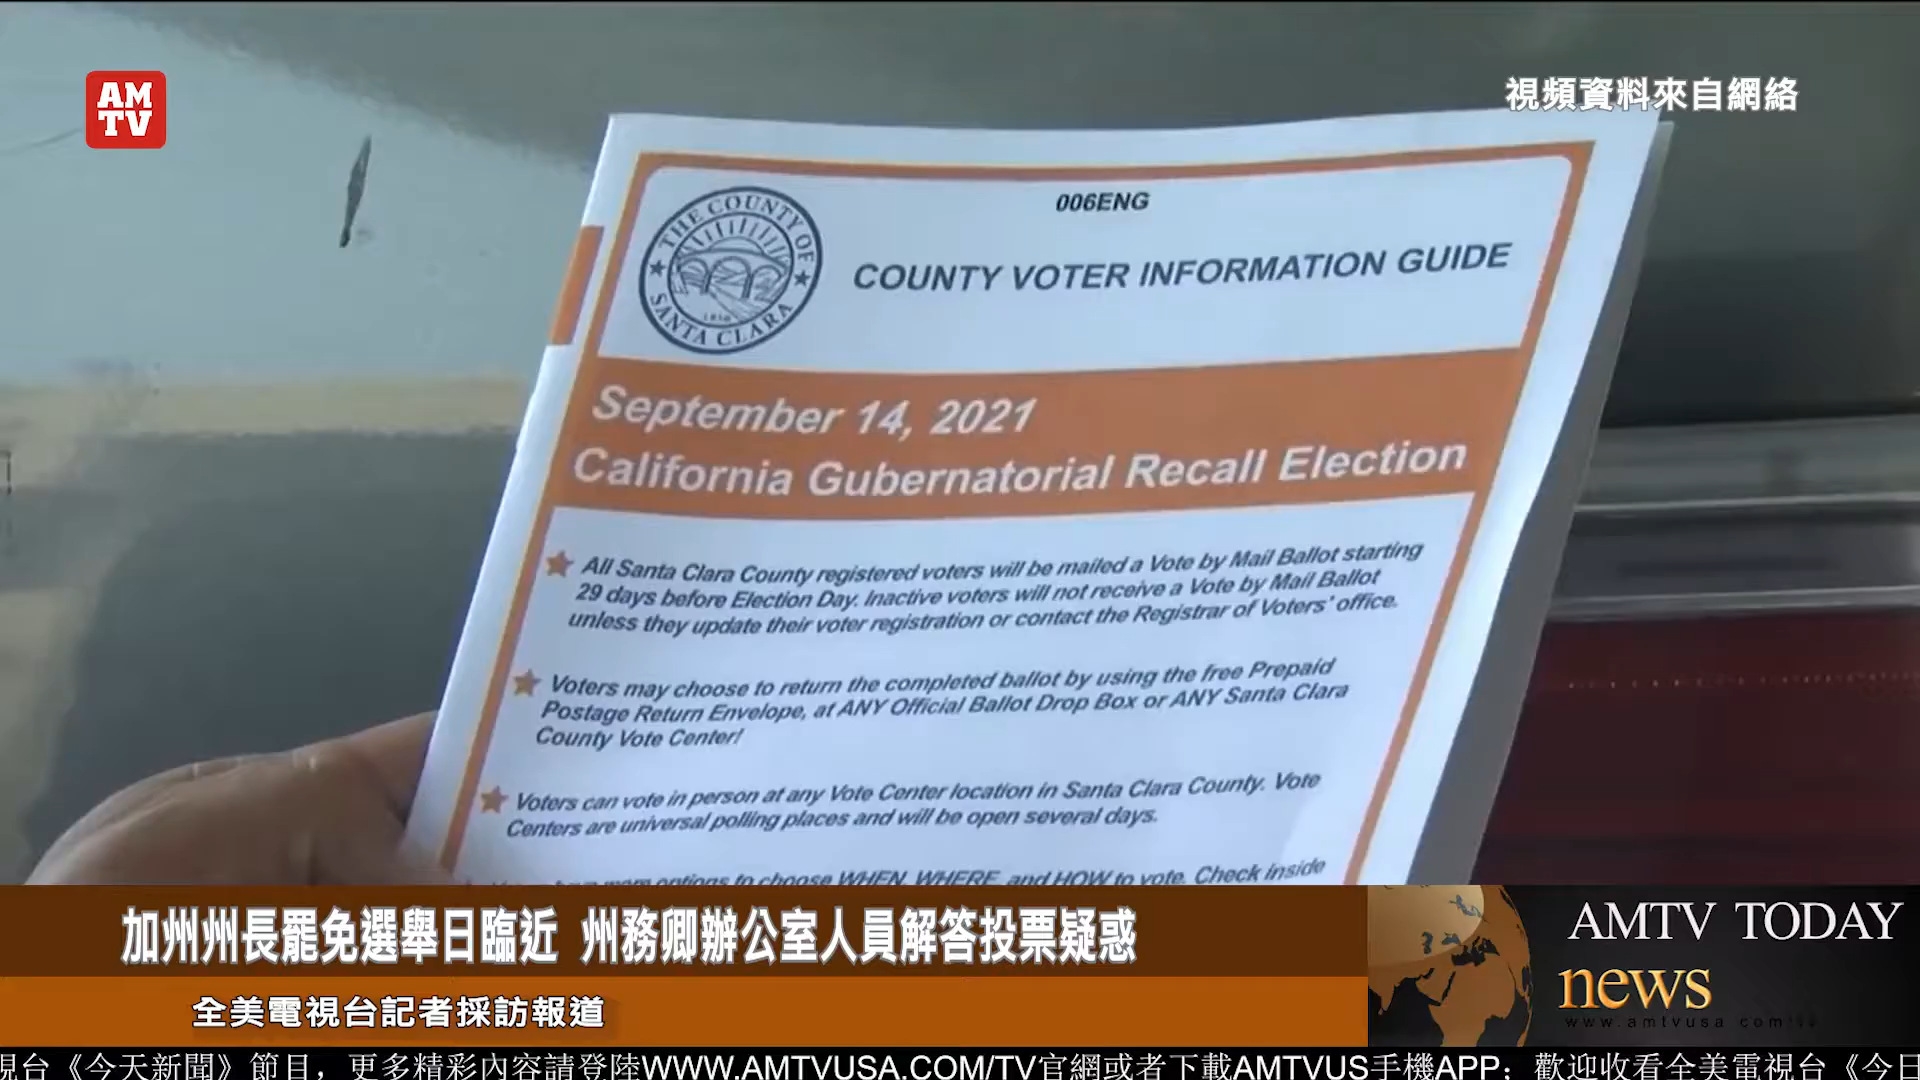 AM
TV
視頻資料來自網絡
006ENG
THE COUNTY OF
SANTA CLARA
1850
COUNTY VOTER INFORMATION GUIDE
September 14, 2021
California Gubernatorial Recall Election
All Santa Clara County registered voters will be mailed a Vote by Mail Ballot starting
29 days before Election Day. Inactive voters will not receive a Vote by Mail Ballot
unless they update their voter registration or contact the Registrar of Voters' office.
Voters may choose to return the completed ballot by using the free Prepaid
Postage Return Envelope, at ANY Official Ballot Drop Box or ANY Santa Clara
County Vote Center!
Voters can vote in person at any Vote Center location in Santa Clara County. Vote
Centers are universal polling places and will be open several days.
more options to choose WHEN, WHERE, and HOW to vote. Check inside
加州州長罷免選舉日臨近 州務卿辦公室人員解答投票疑惑
全美電視台記者採訪報道
AMTV TODAY
news
www.amtvusa.com/tv
視台《今天新聞》節目，更多精彩內容請登陸WWW.AMTVUSA.COM/TV官網或者下載AMTVUS手機APP；歡迎收看全美電視台《今日